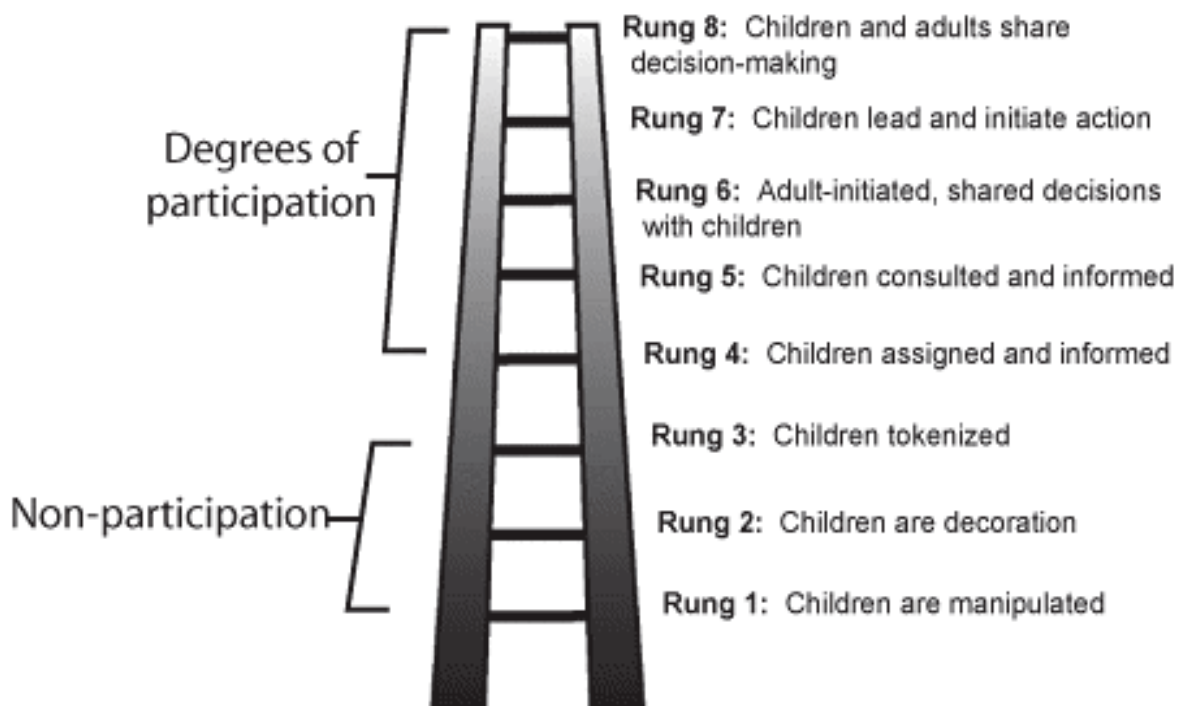 Rung 8: Children and adults share
decision-making
Rung 7: Children lead and initiate action
Degrees of
participation
Rung 6: Adult-initiated, shared decisions
with children
Rung 5: Children consulted and informed
Rung 4: Children assigned and informed
Rung 3: Children tokenized
Non-participation
Rung 2: Children are decoration
Rung 1: Children are manipulated